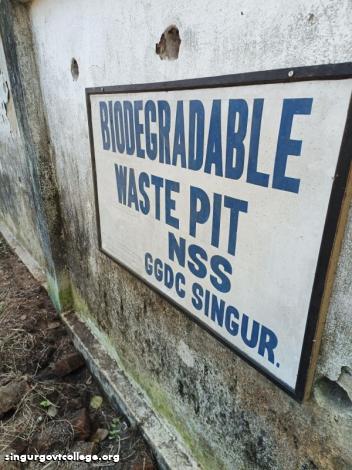 BIODEGRADABLE
WASTE PIT
NSS
GGDC SINGUR.
singurgovtcollege.org